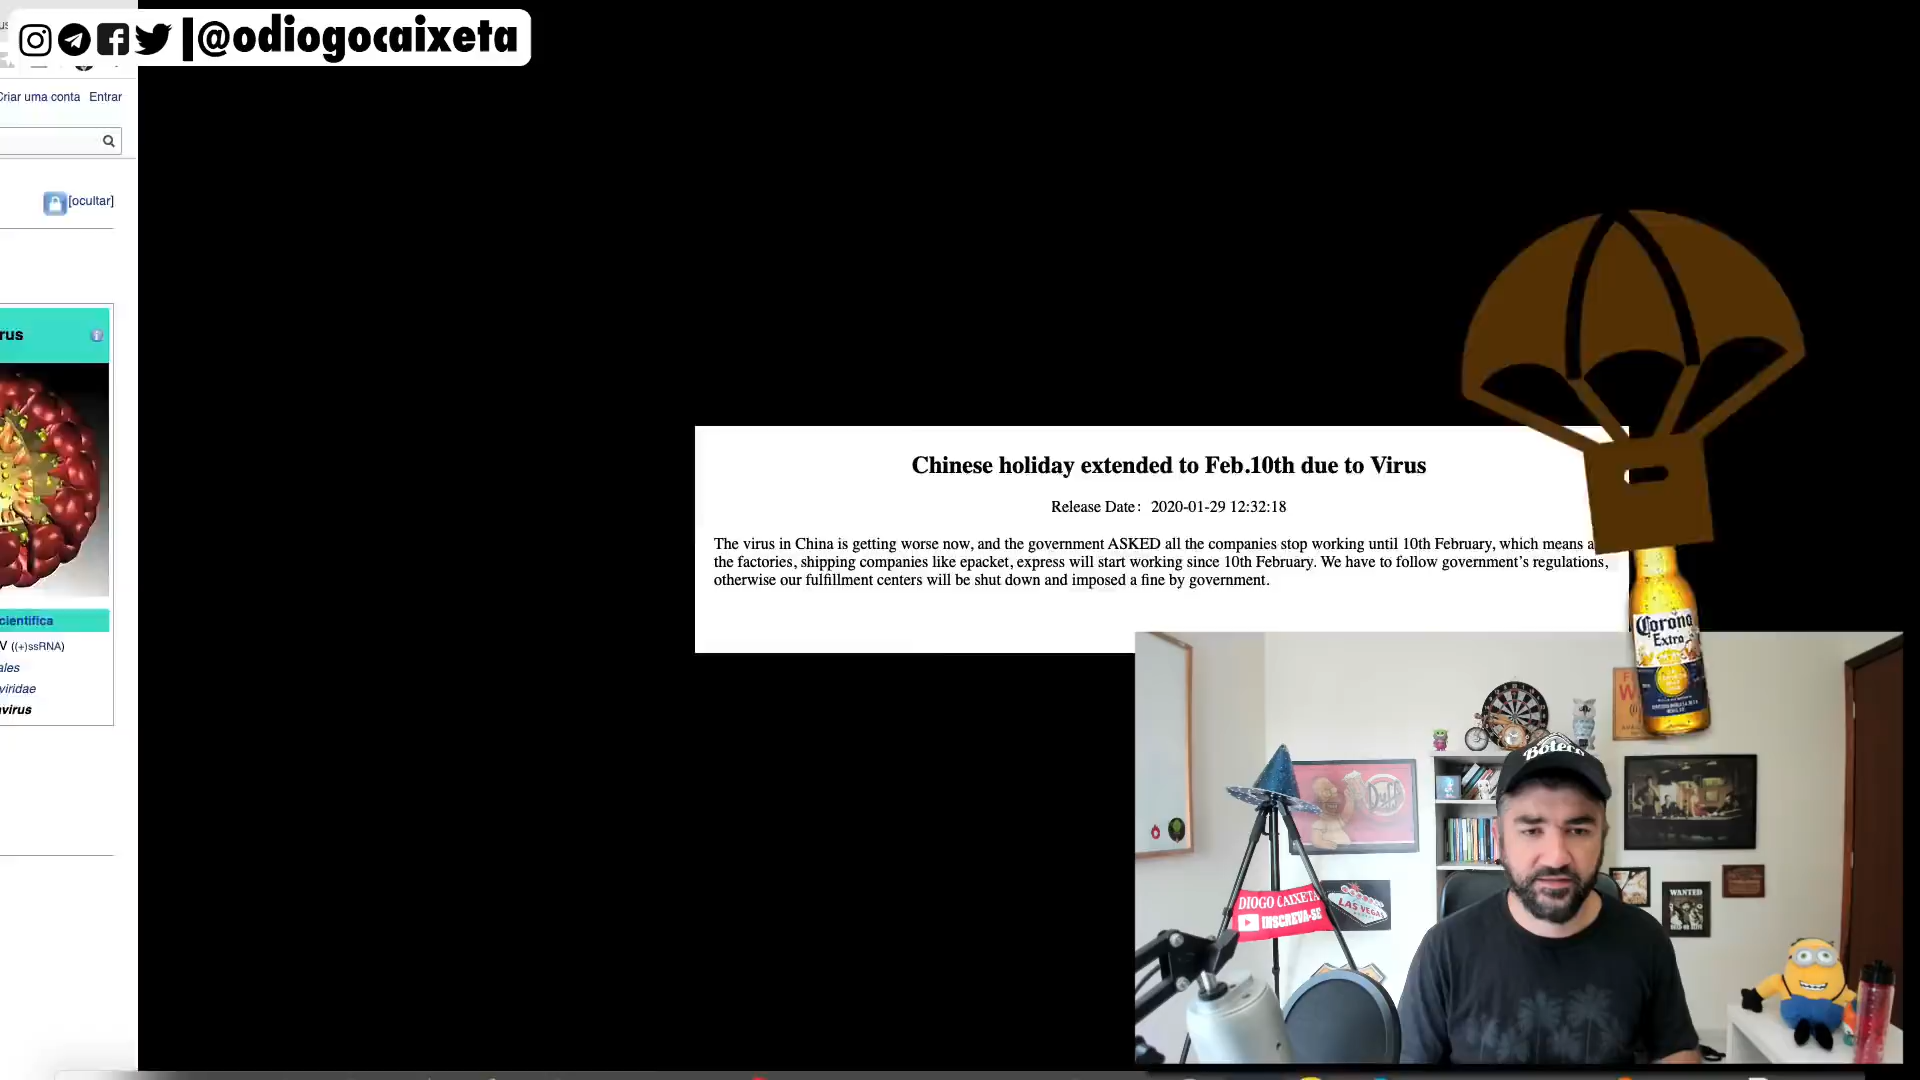 |@odiogocaixeta
Criar uma conta Entrar
[ocultar]
rus
científica
V ((+)ssRNA)
ales
viridae
virus
Chinese holiday extended to Feb.10th due to Virus
Release Date: 2020-01-29 12:32:18
The virus in China is getting worse now, and the government ASKED all the companies stop working until 10th February, which means a
the factories, shipping companies like epacket, express will start working since 10th February. We have to follow government's regulations,
otherwise our fulfillment centers will be shut down and imposed a fine by government.
Corona
Extra
Duff
DIOGO CAIXETA
INSCREVA-SE
LAS VEGAS
WANTED